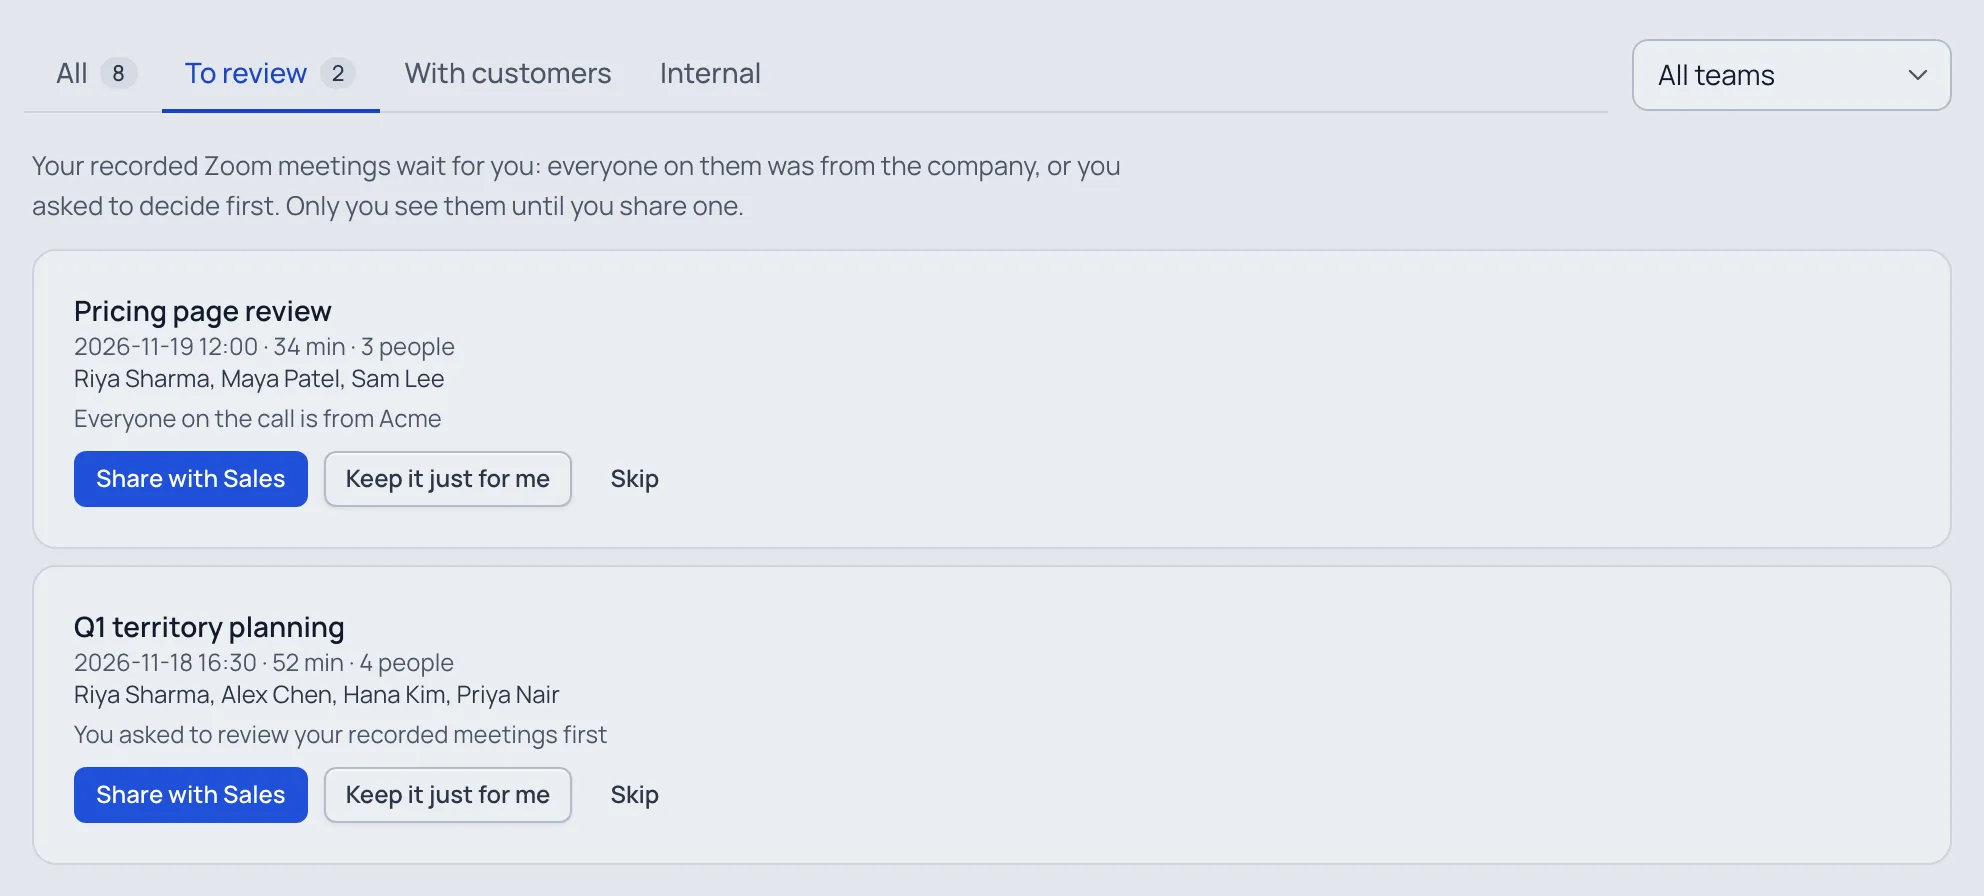 All 8 To review 2 With customers Internal All teams
Your recorded Zoom meetings wait for you: everyone on them was from the company, or you
asked to decide first. Only you see them until you share one.
Pricing page review
2026-11-19 12:00 · 34 min · 3 people
Riya Sharma, Maya Patel, Sam Lee
Everyone on the call is from Acme
Share with Sales Keep it just for me Skip
Q1 territory planning
2026-11-18 16:30 · 52 min · 4 people
Riya Sharma, Alex Chen, Hana Kim, Priya Nair
You asked to review your recorded meetings first
Share with Sales Keep it just for me Skip